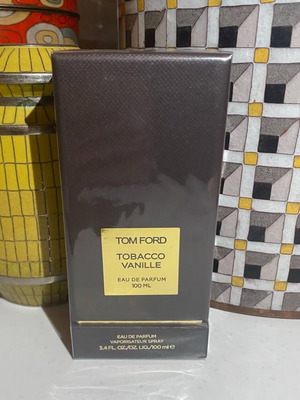 TOM FORD
TOBACCO
VANILLE
EAU DE PARFUM
100 ML
EAU DE PARFUM
VAPORISATEUR SPRAY
3.4 FL. OZ./OZ. LIQ./100 ml ℮